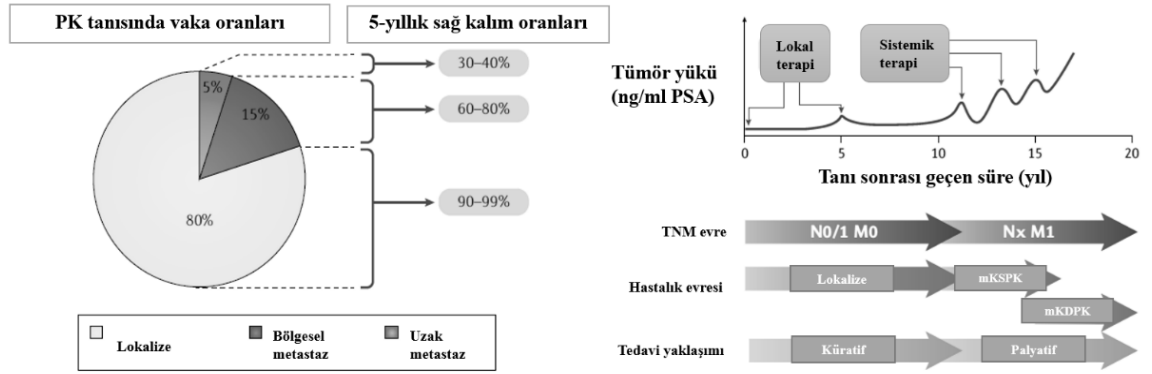 PK tanısında vaka oranları
5-yıllık sağ kalım oranları
5%
15%
80%
30–40%
60–80%
90–99%
Lokalize
Bölgesel
metastaz
Uzak
metastaz
Tümör yükü
(ng/ml PSA)
Lokal
terapi
Sistemik
terapi
0
5
10
15
20
Tanı sonrası geçen süre (yıl)
TNM evre
N0/1 M0
Nx M1
Hastalık evresi
Lokalize
mKSPK
mKDPK
Tedavi yaklaşımı
Küratif
Palyatif